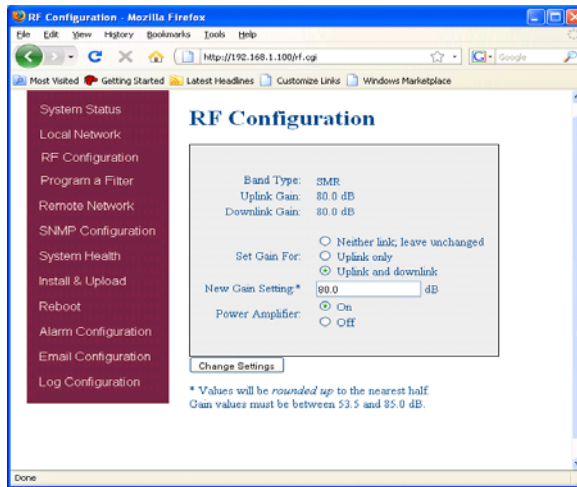 RF Configuration - Mozilla Firefox
File Edit View History Bookmarks Tools Help
http://192.168.1.100/rf.cgi
Google
Most Visited Getting Started Latest Headlines Customize Links Windows Marketplace
System Status
Local Network
RF Configuration
Program a Filter
Remote Network
SNMP Configuration
System Health
Install & Upload
Reboot
Alarm Configuration
Email Configuration
Log Configuration
RF Configuration
Band Type: SMR
Uplink Gain: 80.0 dB
Downlink Gain: 80.0 dB
Set Gain For:
Neither link; leave unchanged
Uplink only
Uplink and downlink
New Gain Setting:* 80.0 dB
Power Amplifier:
On
Off
Change Settings
* Values will be rounded up to the nearest half.
Gain values must be between 53.5 and 85.0 dB.
Done